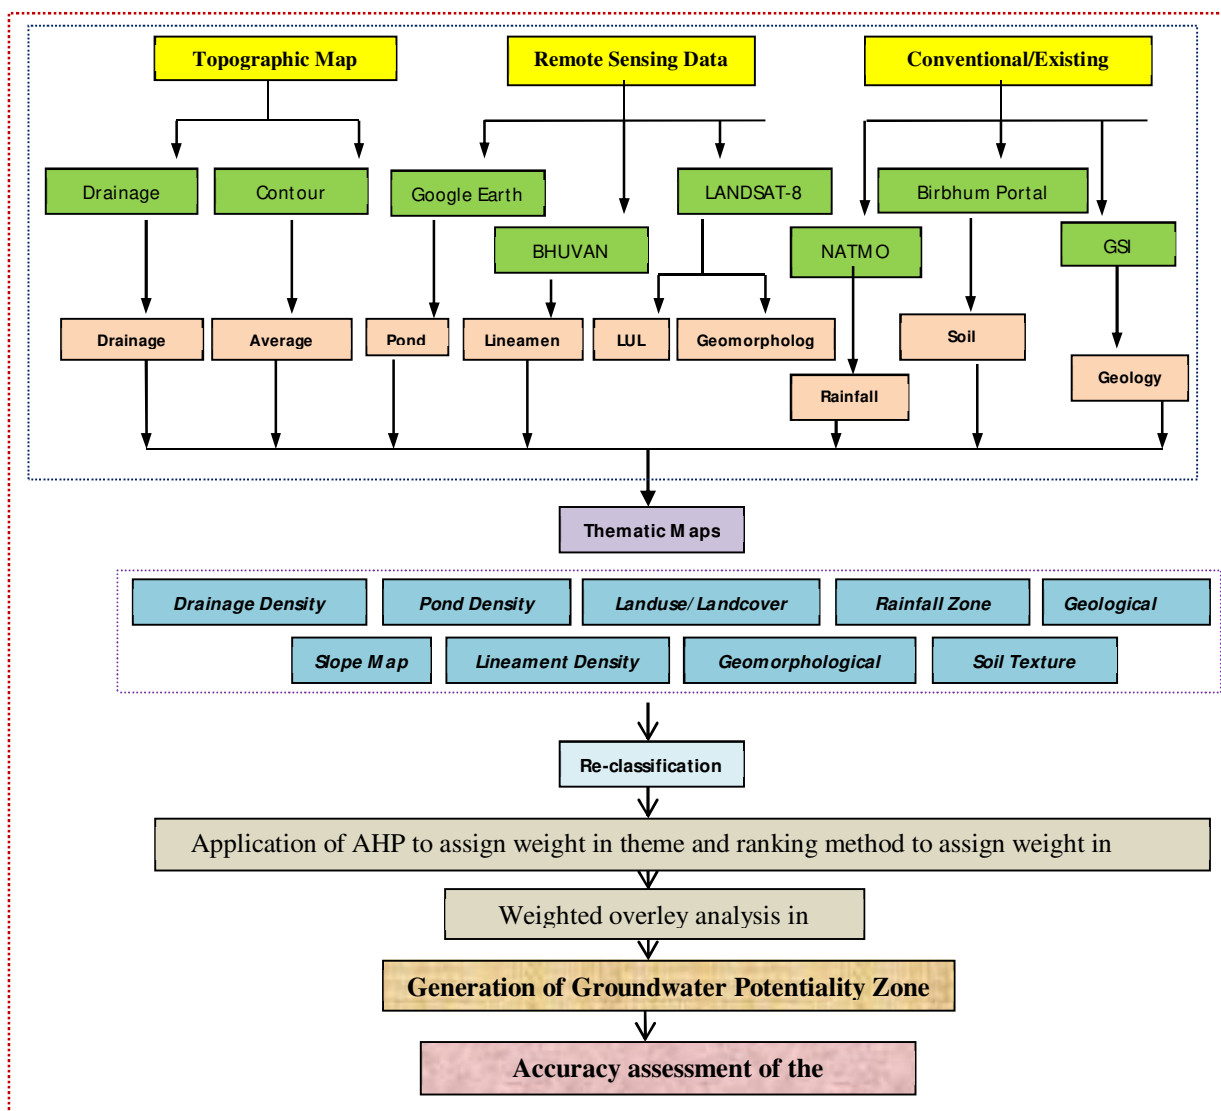 Topographic Map
Remote Sensing Data
Conventional/Existing
Drainage
Contour
Google Earth
LANDSAT-8
Birbhum Portal
BHUVAN
NATMO
GSI
Drainage
Average
Pond
Lineamen
LUL
Geomorpholog
Soil
Rainfall
Geology
Thematic Maps
Drainage Density
Pond Density
Landuse/ Landcover
Rainfall Zone
Geological
Slope Map
Lineament Density
Geomorphological
Soil Texture
Re-classification
Application of AHP to assign weight in theme and ranking method to assign weight in
Weighted overley analysis in
Generation of Groundwater Potentiality Zone
Accuracy assessment of the